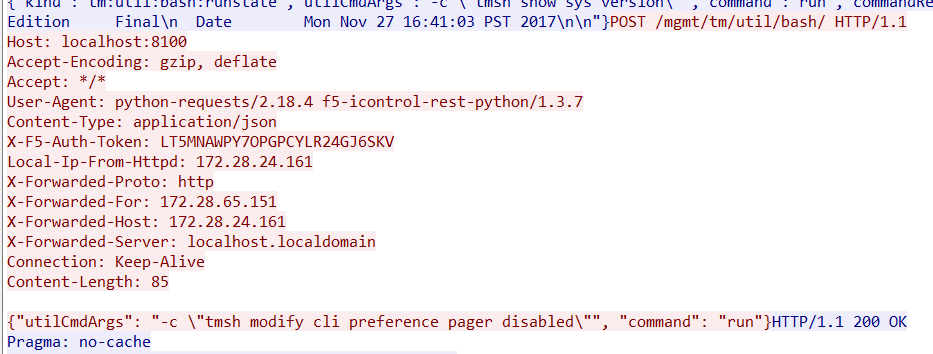 {"kind":"tm:util:bash:runstate","utilCmdArgs":"-c \"tmsh show sys version\"","command":"run","commandRe
Edition     Final\n  Date         Mon Nov 27 16:41:03 PST 2017\n\n"}POST /mgmt/tm/util/bash/ HTTP/1.1
Host: localhost:8100
Accept-Encoding: gzip, deflate
Accept: */*
User-Agent: python-requests/2.18.4 f5-icontrol-rest-python/1.3.7
Content-Type: application/json
X-F5-Auth-Token: LT5MNAWPY7OPGPCYLR24GJ6SKV
Local-Ip-From-Httpd: 172.28.24.161
X-Forwarded-Proto: http
X-Forwarded-For: 172.28.65.151
X-Forwarded-Host: 172.28.24.161
X-Forwarded-Server: localhost.localdomain
Connection: Keep-Alive
Content-Length: 85

{"utilCmdArgs": "-c \"tmsh modify cli preference pager disabled\"", "command": "run"}HTTP/1.1 200 OK
Pragma: no-cache